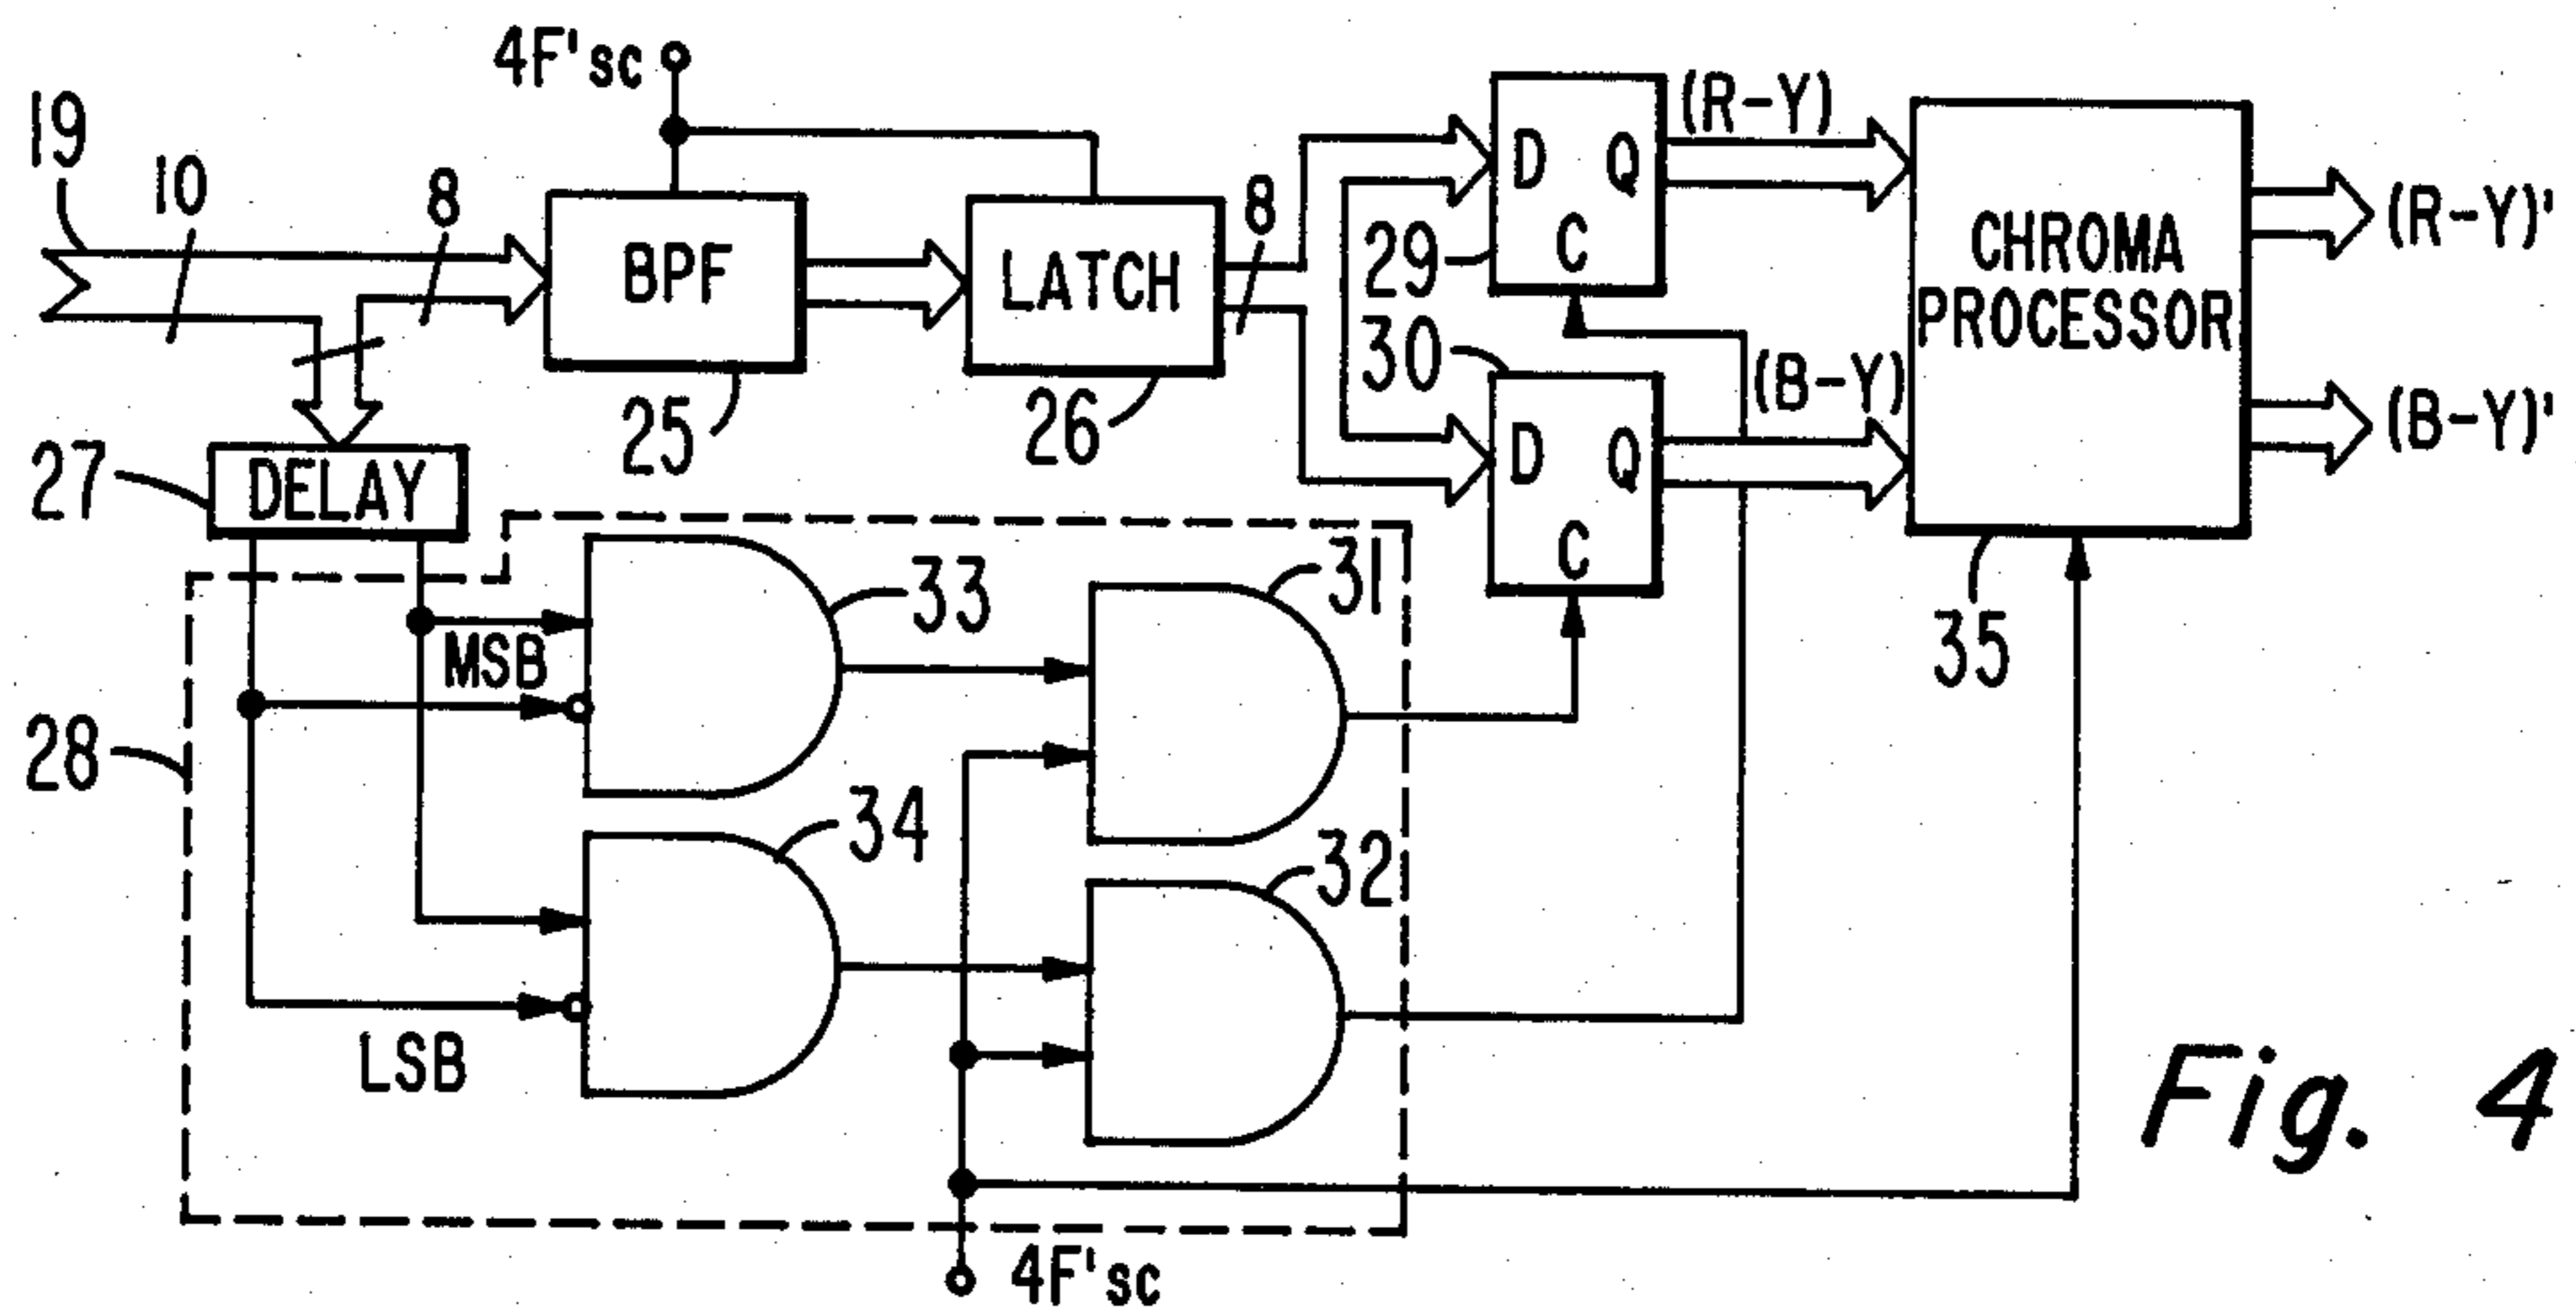 4F'sc
19
10
8
BPF
25
LATCH
26
8
D Q
C
29
(R-Y)
30
D Q
C
(B-Y)
CHROMA
PROCESSOR
35
(R-Y)'
(B-Y)'
27
DELAY
28
MSB
33
31
34
LSB
32
4F'sc
Fig. 4